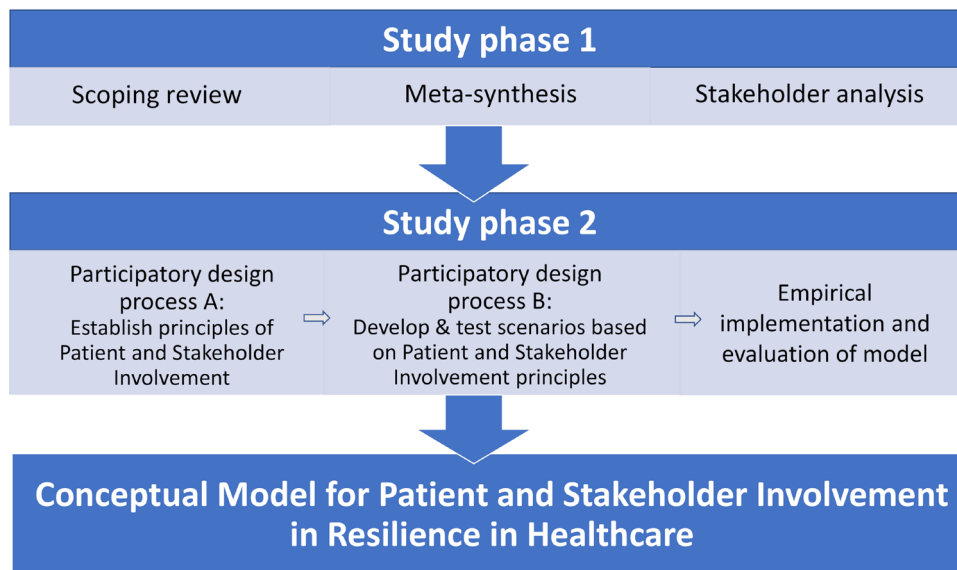 Study phase 1
Scoping review
Meta-synthesis
Stakeholder analysis
Study phase 2
Participatory design
process A:
Establish principles of
Patient and Stakeholder
Involvement
Participatory design
process B:
Develop & test scenarios based
on Patient and Stakeholder
Involvement principles
Empirical
implementation and
evaluation of model
Conceptual Model for Patient and Stakeholder Involvement
in Resilience in Healthcare